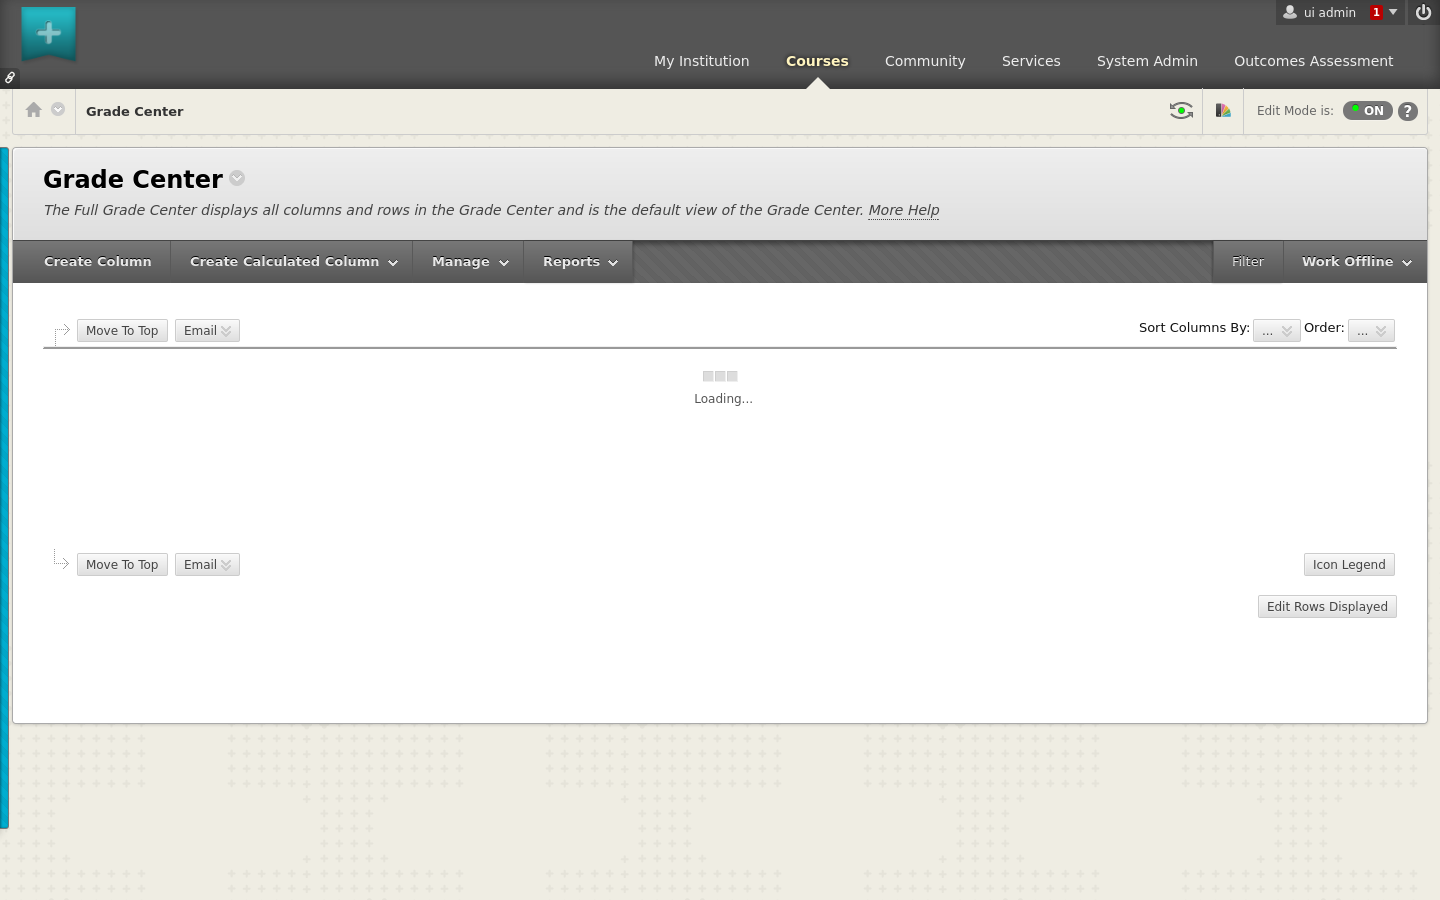 ui admin 1
My Institution Courses Community Services System Admin Outcomes Assessment
Grade Center Edit Mode is: ON ?
Grade Center
The Full Grade Center displays all columns and rows in the Grade Center and is the default view of the Grade Center. More Help
Create Column Create Calculated Column Manage Reports Filter Work Offline
Move To Top Email Sort Columns By: ... Order: ...
Loading...
Move To Top Email Icon Legend
Edit Rows Displayed